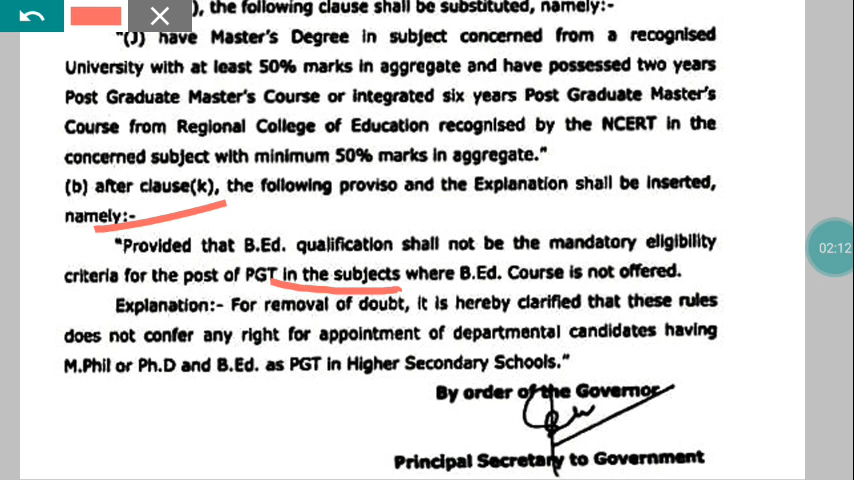 ), the following clause shall be substituted, namely:-
"(J) have Master's Degree in subject concerned from a recognised
University with at least 50% marks in aggregate and have possessed two years
Post Graduate Master's Course or integrated six years Post Graduate Master's
Course from Regional College of Education recognised by the NCERT in the
concerned subject with minimum 50% marks in aggregate."
(b) after clause(k), the following proviso and the Explanation shall be inserted,
namely:-
"Provided that B.Ed. qualification shall not be the mandatory eligibility
criteria for the post of PGT in the subjects where B.Ed. Course is not offered.
Explanation:- For removal of doubt, it is hereby clarified that these rules
does not confer any right for appointment of departmental candidates having
M.Phil or Ph.D and B.Ed. as PGT in Higher Secondary Schools."
By order of the Governor
Principal Secretary to Government
02:12